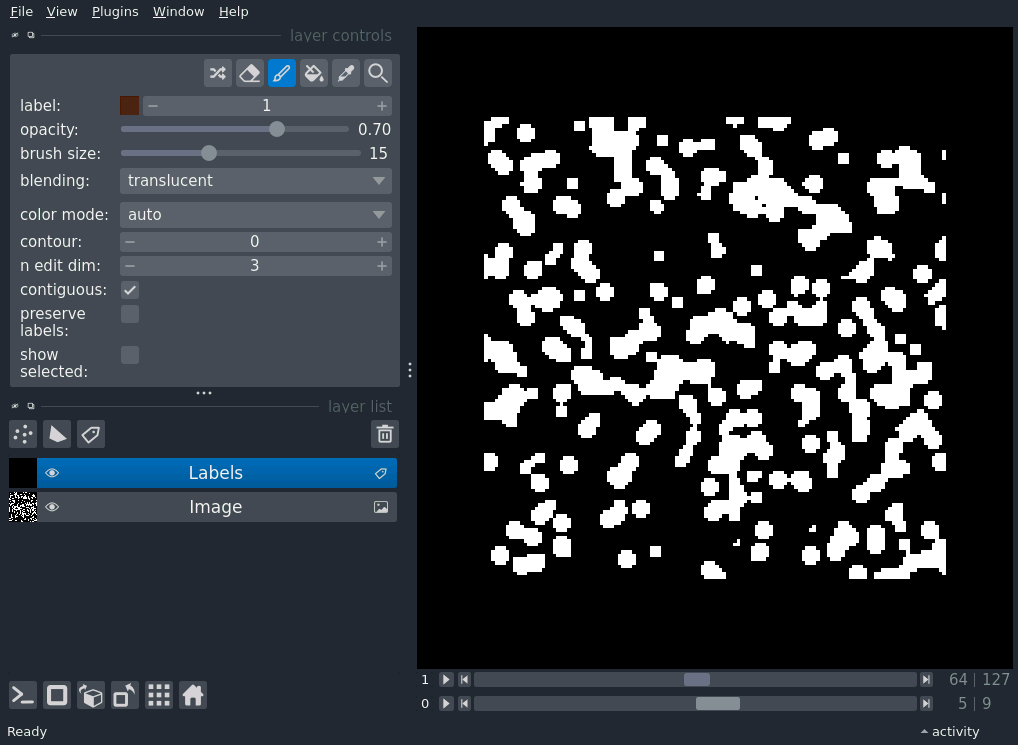 File View Plugins Window Help
layer controls
label: 1
opacity: 0.70
brush size: 15
blending: translucent
color mode: auto
contour: 0
n edit dim: 3
contiguous:
preserve
labels:
show
selected:
layer list
Labels
Image
1 64 | 127
0 5 | 9
Ready activity